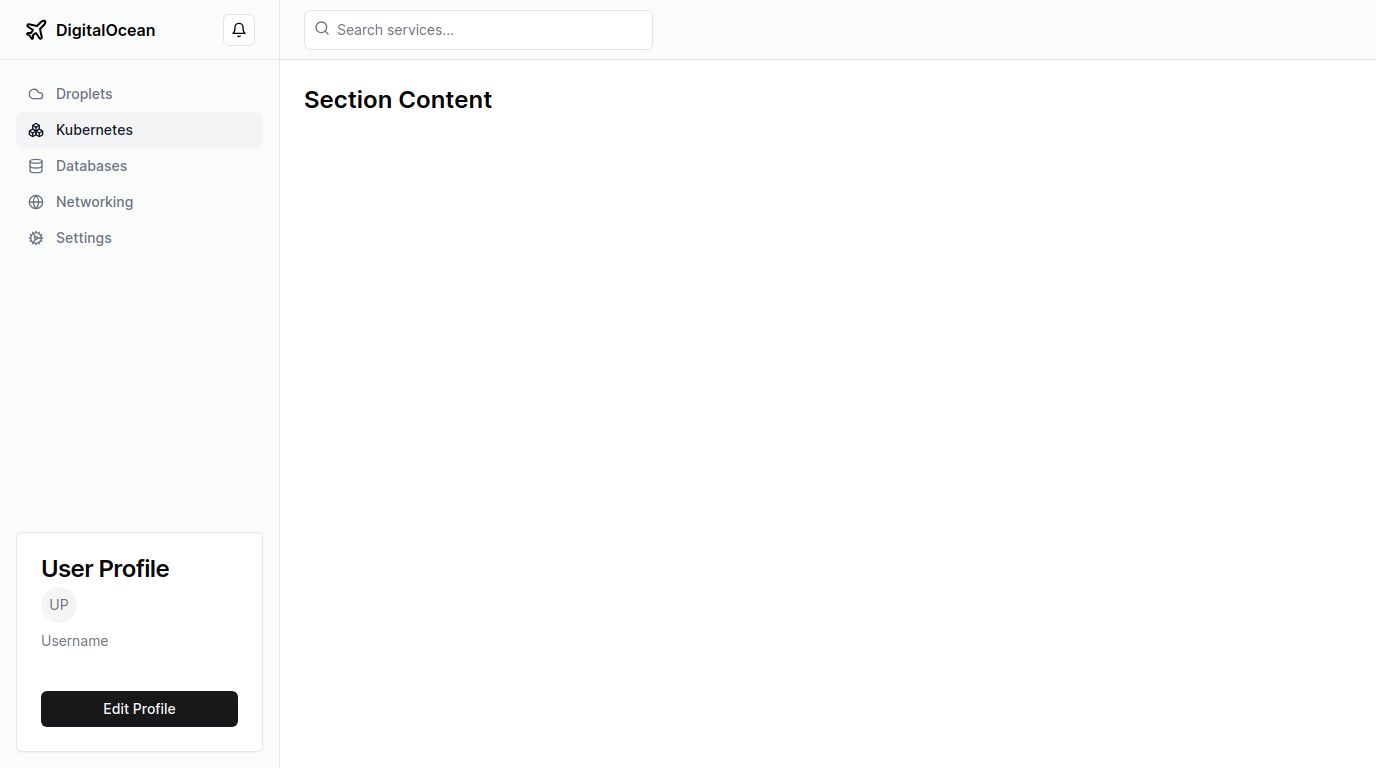 DigitalOcean
Search services...
Droplets
Kubernetes
Databases
Networking
Settings
Section Content
User Profile
UP
Username
Edit Profile